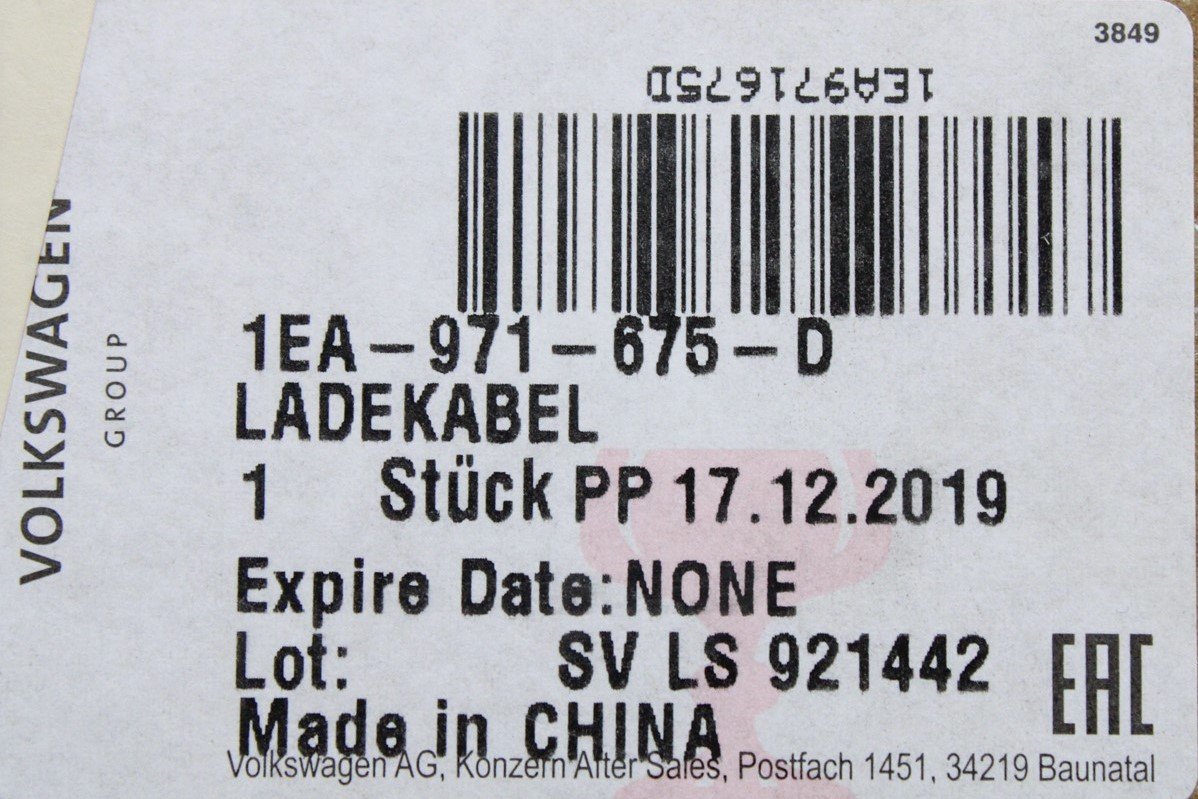 3849
1EA971675D
1EA-971-675-D
LADEKABEL
1 Stück PP 17.12.2019
Expire Date:NONE
Lot: SV LS 921442
Made in CHINA
EAC
Volkswagen AG, Konzern After Sales, Postfach 1451, 34219 Baunatal
VOLKSWAGEN
GROUP